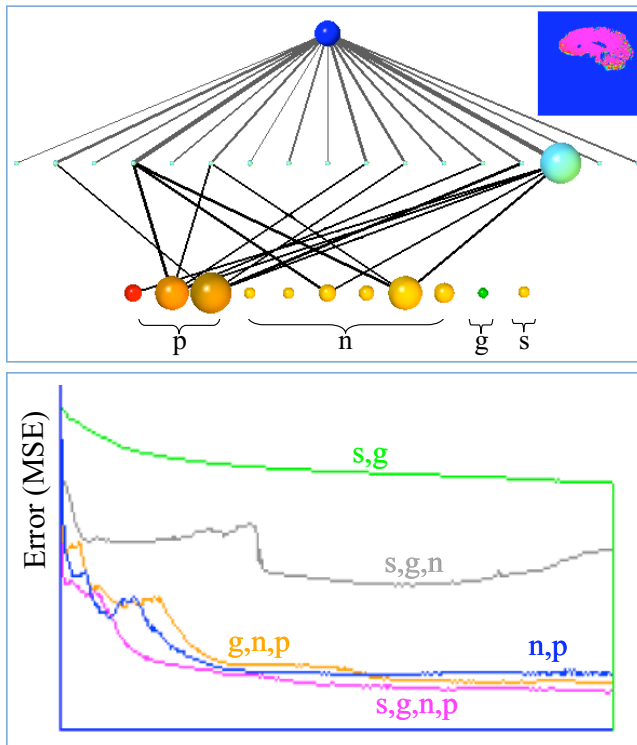 p n g s
Error (MSE)
s,g
s,g,n
g,n,p n,p
s,g,n,p